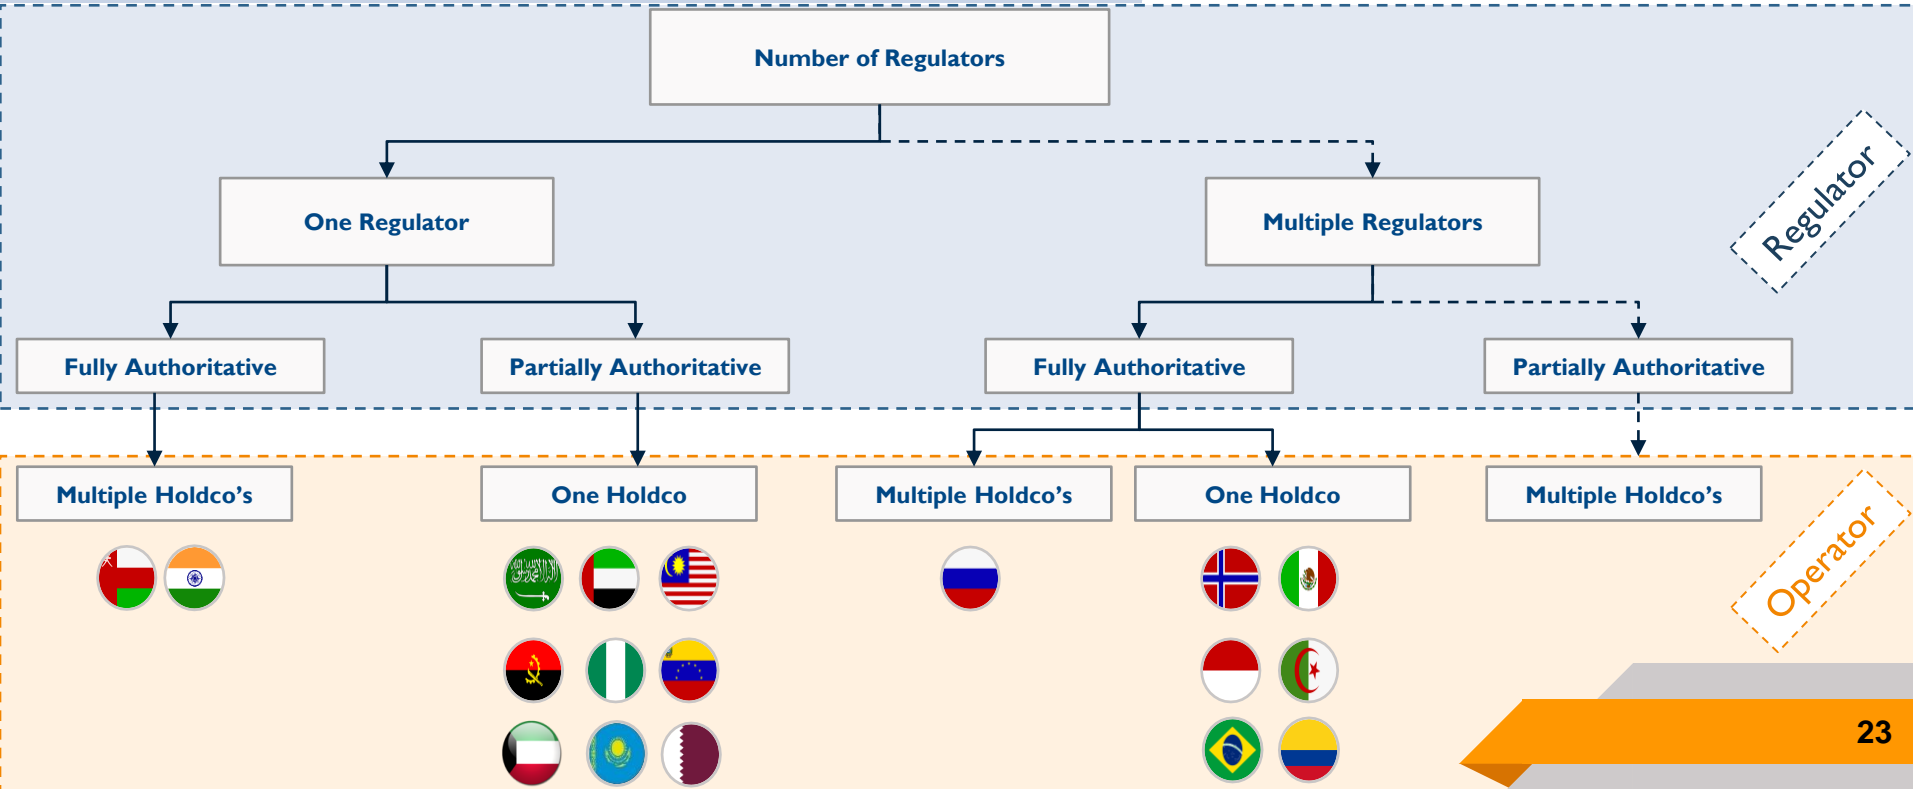 Number of Regulators
One Regulator
Multiple Regulators
Regulator
Fully Authoritative
Partially Authoritative
Fully Authoritative
Partially Authoritative
Multiple Holdco's
One Holdco
Multiple Holdco's
One Holdco
Multiple Holdco's
Operator
23